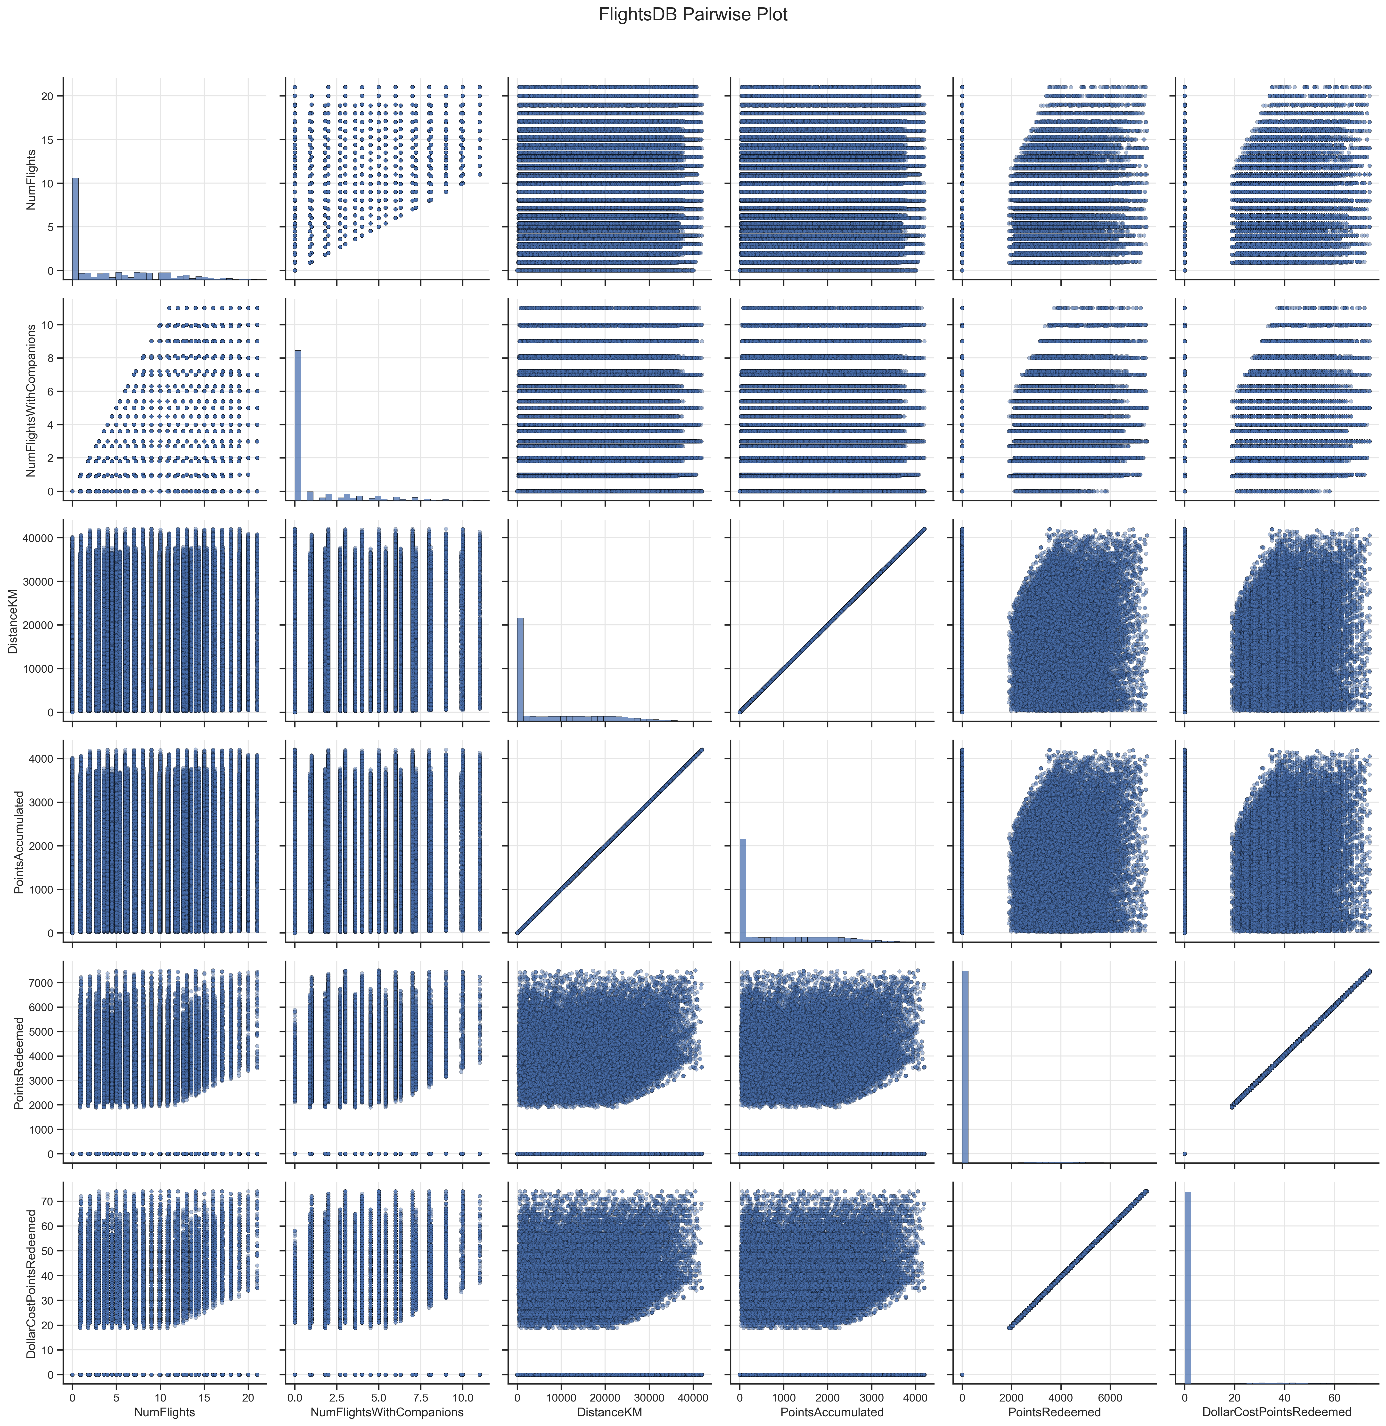 FlightsDB Pairwise Plot
20
15
10
5
0
NumFlights
10
8
6
4
2
0
NumFlightsWithCompanions
40000
30000
20000
10000
0
DistanceKM
4000
3000
2000
1000
0
PointsAccumulated
7000
6000
5000
4000
3000
2000
1000
0
PointsRedeemed
70
60
50
40
30
20
10
0
DollarCostPointsRedeemed
0 5 10 15 20
0.0 2.5 5.0 7.5 10.0
0 10000 20000 30000 40000
0 1000 2000 3000 4000
0 2000 4000 6000
0 20 40 60
NumFlights
NumFlightsWithCompanions
DistanceKM
PointsAccumulated
PointsRedeemed
DollarCostPointsRedeemed